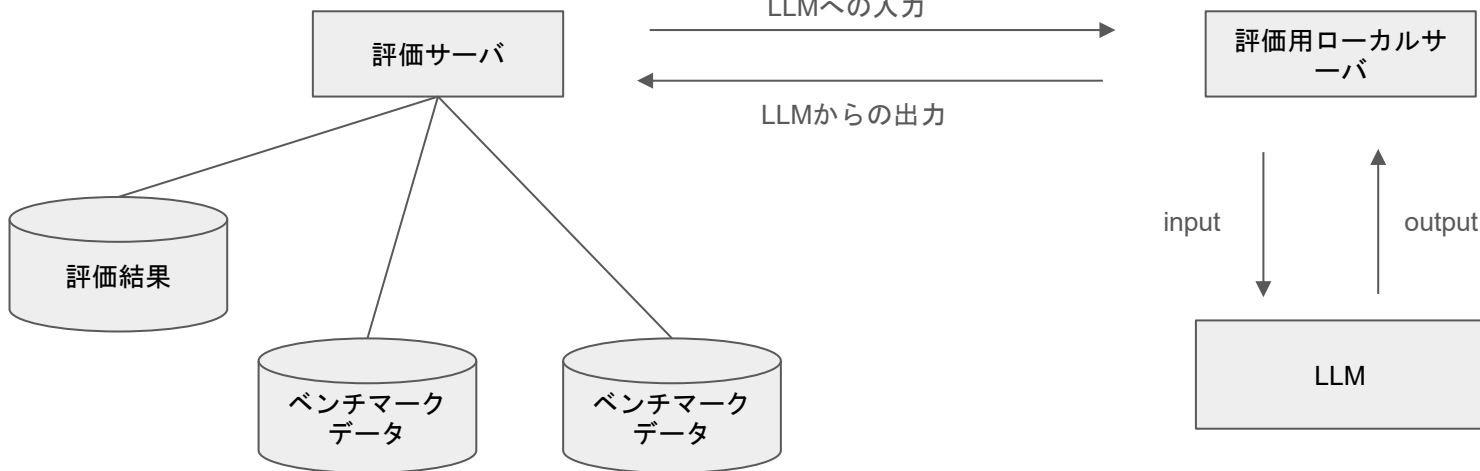 LLMへの入力
評価サーバ
評価用ローカルサ
ーバ
LLMからの出力
input
output
評価結果
LLM
ベンチマーク
データ
ベンチマーク
データ